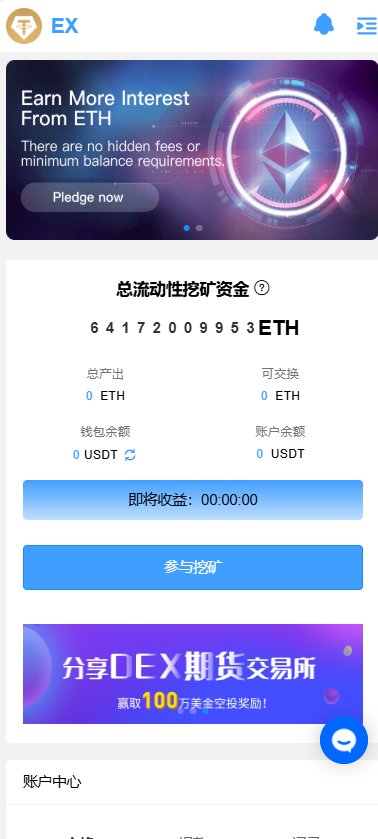 EX
Earn More Interest
From ETH
There are no hidden fees or
minimum balance requirements.
Pledge now
总流动性挖矿资金 ?
64172009953ETH
总产出 可交换
0 ETH 0 ETH
钱包余额 账户余额
0 USDT 0 USDT
即将收益：00:00:00
参与挖矿
分享DEX期货交易所
赢取100万美金空投奖励！
账户中心